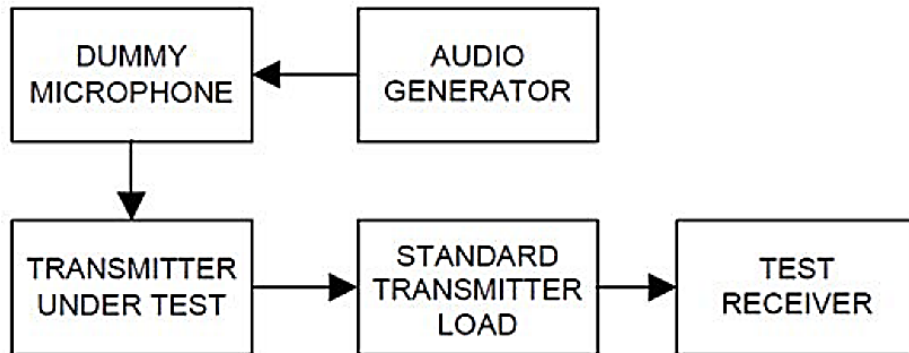 DUMMY
MICROPHONE
AUDIO
GENERATOR
TRANSMITTER
UNDER TEST
STANDARD
TRANSMITTER
LOAD
TEST
RECEIVER